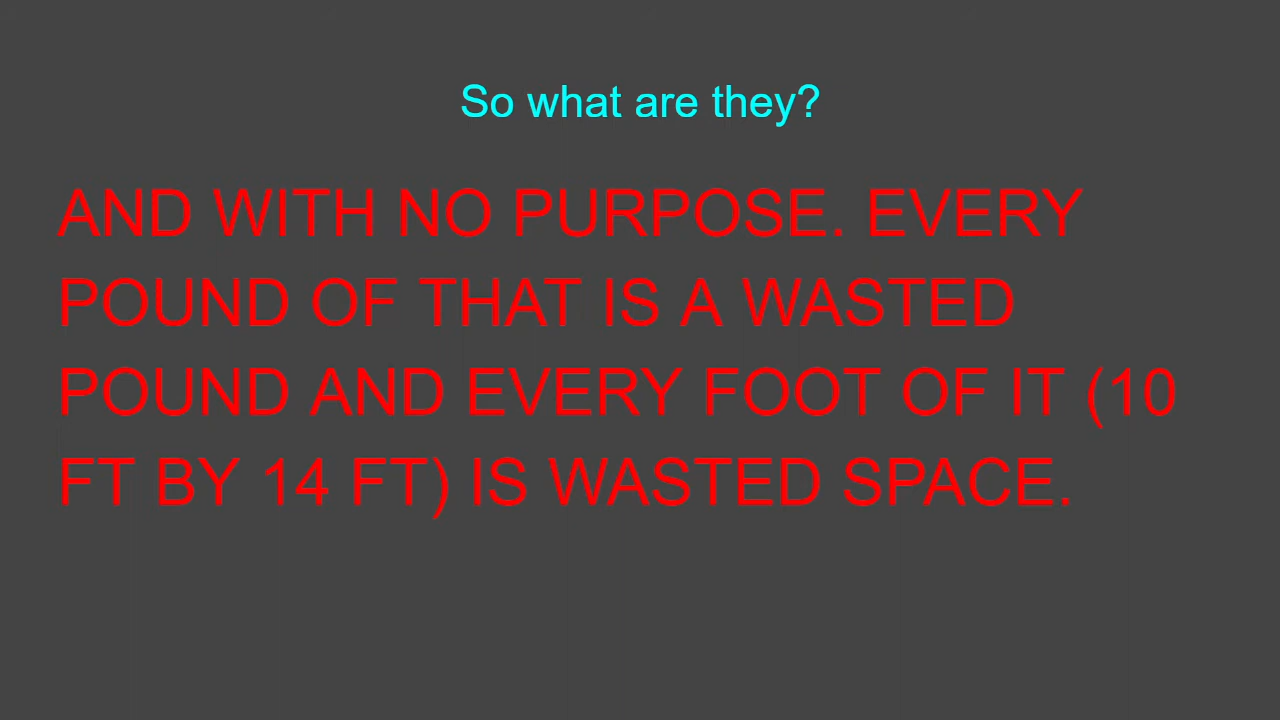 So what are they?
AND WITH NO PURPOSE. EVERY
POUND OF THAT IS A WASTED
POUND AND EVERY FOOT OF IT (10
FT BY 14 FT) IS WASTED SPACE.